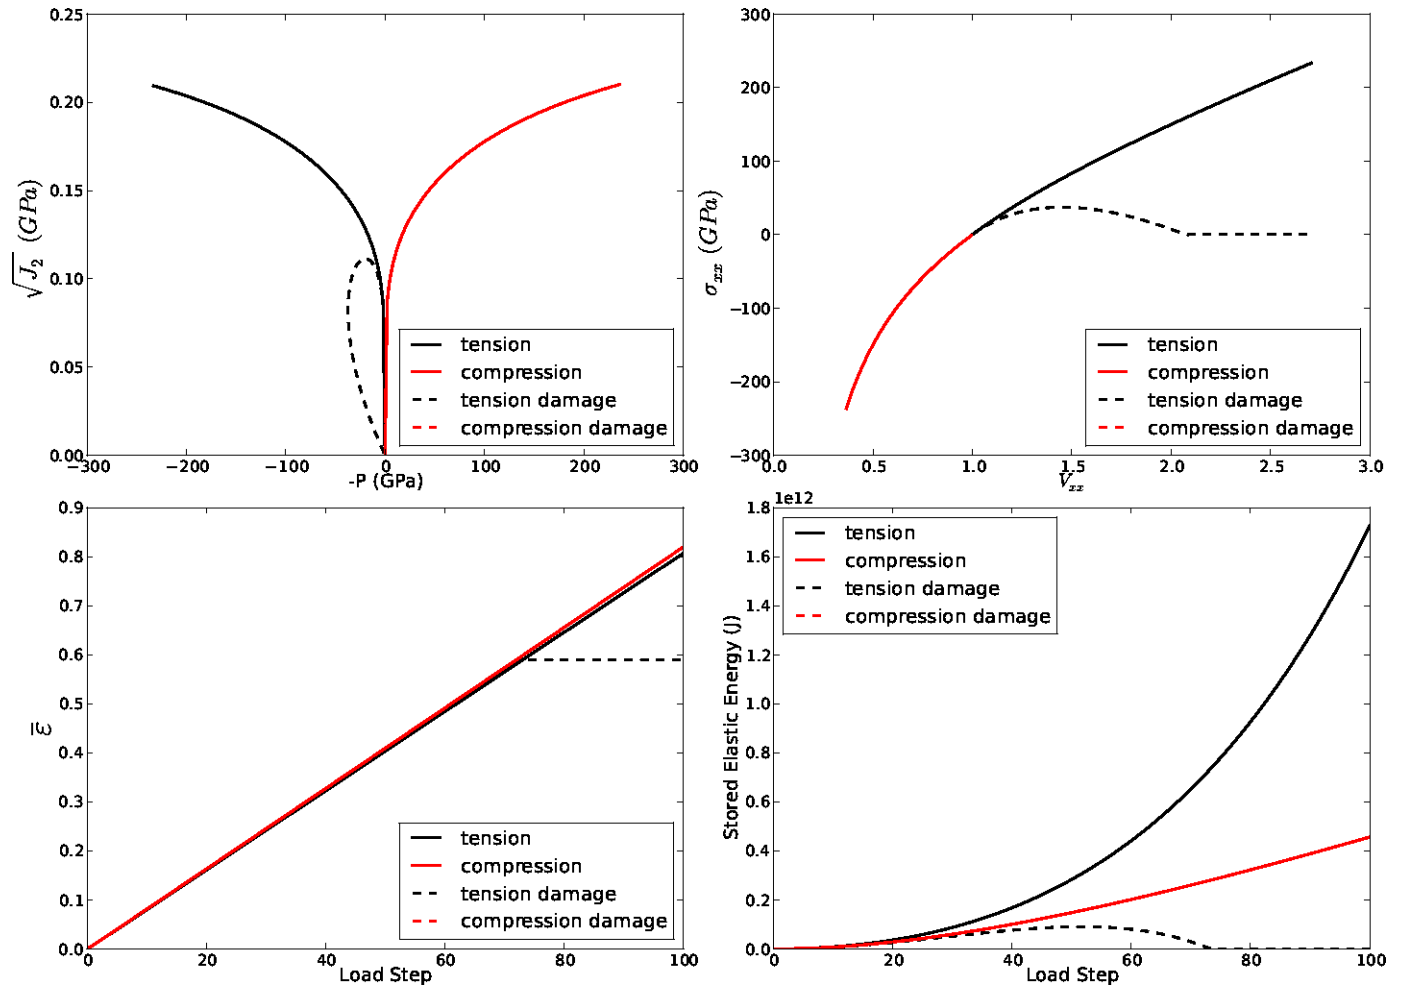 0.25
0.20
0.15
0.10
0.05
0.00
√J₂ (GPa)
−300 −200 −100 0 100 200 300
-P (GPa)
tension
compression
tension damage
compression damage
300
200
100
0
−100
−200
−300
σxx (GPa)
0.0 0.5 1.0 1.5 2.0 2.5 3.0
Vxx
tension
compression
tension damage
compression damage
0.9
0.8
0.7
0.6
0.5
0.4
0.3
0.2
0.1
0.0
ε̅
0 20 40 60 80 100
Load Step
tension
compression
tension damage
compression damage
1e12
1.8
1.6
1.4
1.2
1.0
0.8
0.6
0.4
0.2
0.0
Stored Elastic Energy (J)
0 20 40 60 80 100
Load Step
tension
compression
tension damage
compression damage